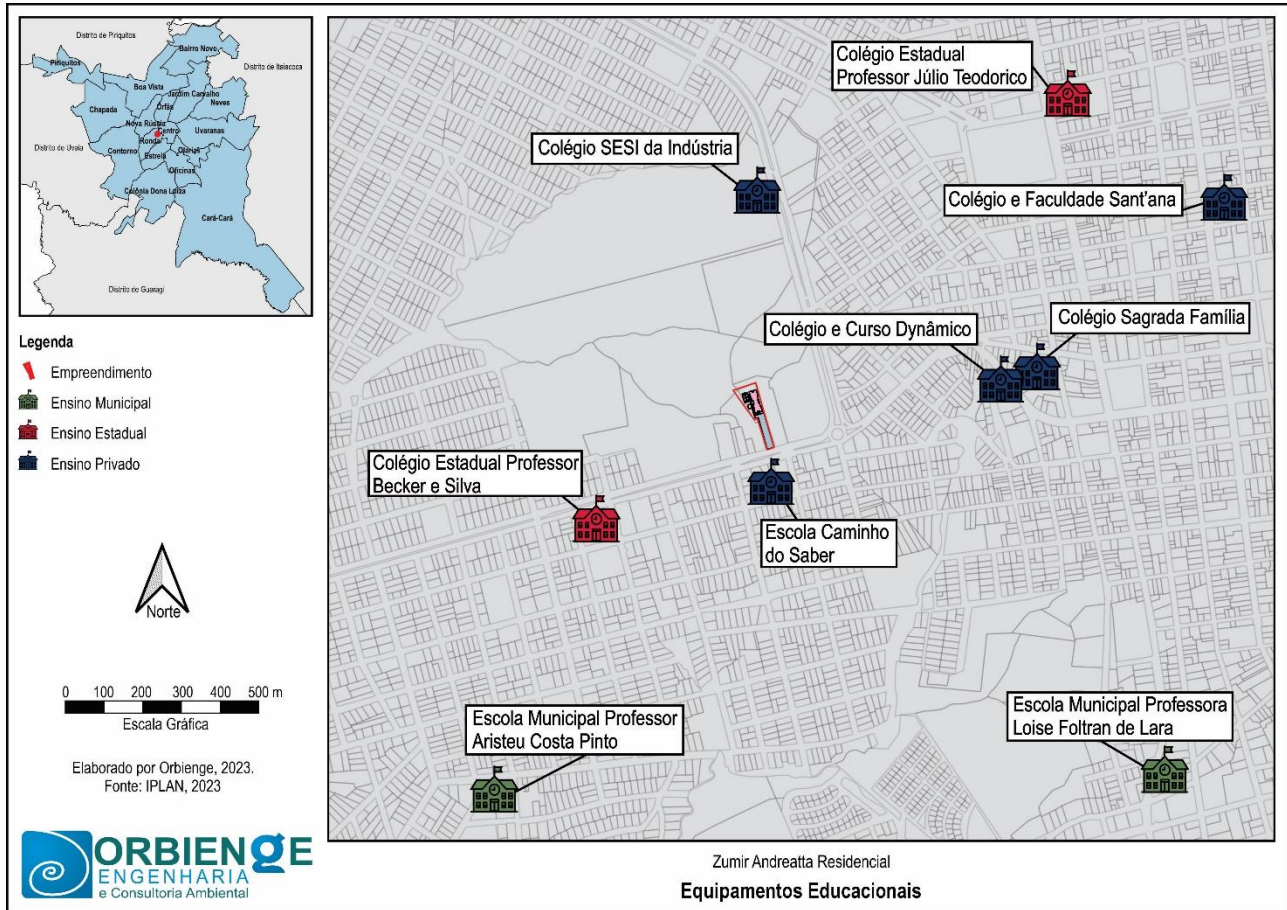 Distrito de Piriquitos
Bairro Novo
Distrito de Itaiacoca
Piriquitos
Boa Vista
Jardim Carvalho
Neves
Órfãs
Chapada
Nova Rússia
Centro
Uvaranas
Ronda
Distrito de Uvaia
Contorno
Estrela
Olarias
Oficinas
Colônia Dona Luiza
Cará-Cará
Distrito de Guaragi
Legenda
Empreendimento
Ensino Municipal
Ensino Estadual
Ensino Privado
Norte
0 100 200 300 400 500 m
Escala Gráfica
Elaborado por Orbienge, 2023.
Fonte: IPLAN, 2023
ORBIENGE
ENGENHARIA
e Consultoria Ambiental
Colégio Estadual
Professor Júlio Teodorico
Colégio SESI da Indústria
Colégio e Faculdade Sant'ana
Colégio Sagrada Família
Colégio e Curso Dynâmico
Colégio Estadual Professor
Becker e Silva
Escola Caminho
do Saber
Escola Municipal Professor
Aristeu Costa Pinto
Escola Municipal Professora
Loise Foltran de Lara
Zumir Andreatta Residencial
Equipamentos Educacionais